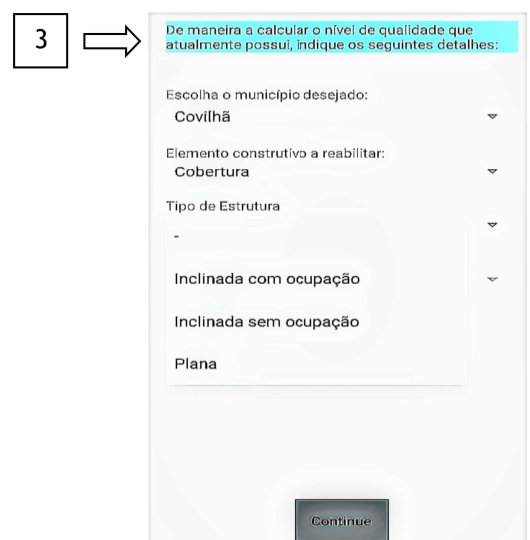 3
De maneira a calcular o nível de qualidade que
atualmente possui, indique os seguintes detalhes:
Escolha o município desejado:
Covilhã
Elemento construtivo a reabilitar:
Cobertura
Tipo de Estrutura
-
Inclinada com ocupação
Inclinada sem ocupação
Plana
Continue